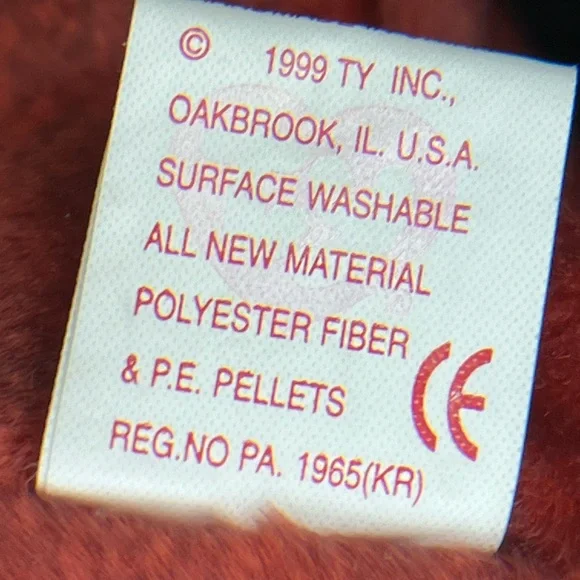 © 1999 TY INC.,
OAKBROOK, IL. U.S.A.
SURFACE WASHABLE
ALL NEW MATERIAL
POLYESTER FIBER
& P.E. PELLETS
REG.NO PA. 1965(KR)
CE